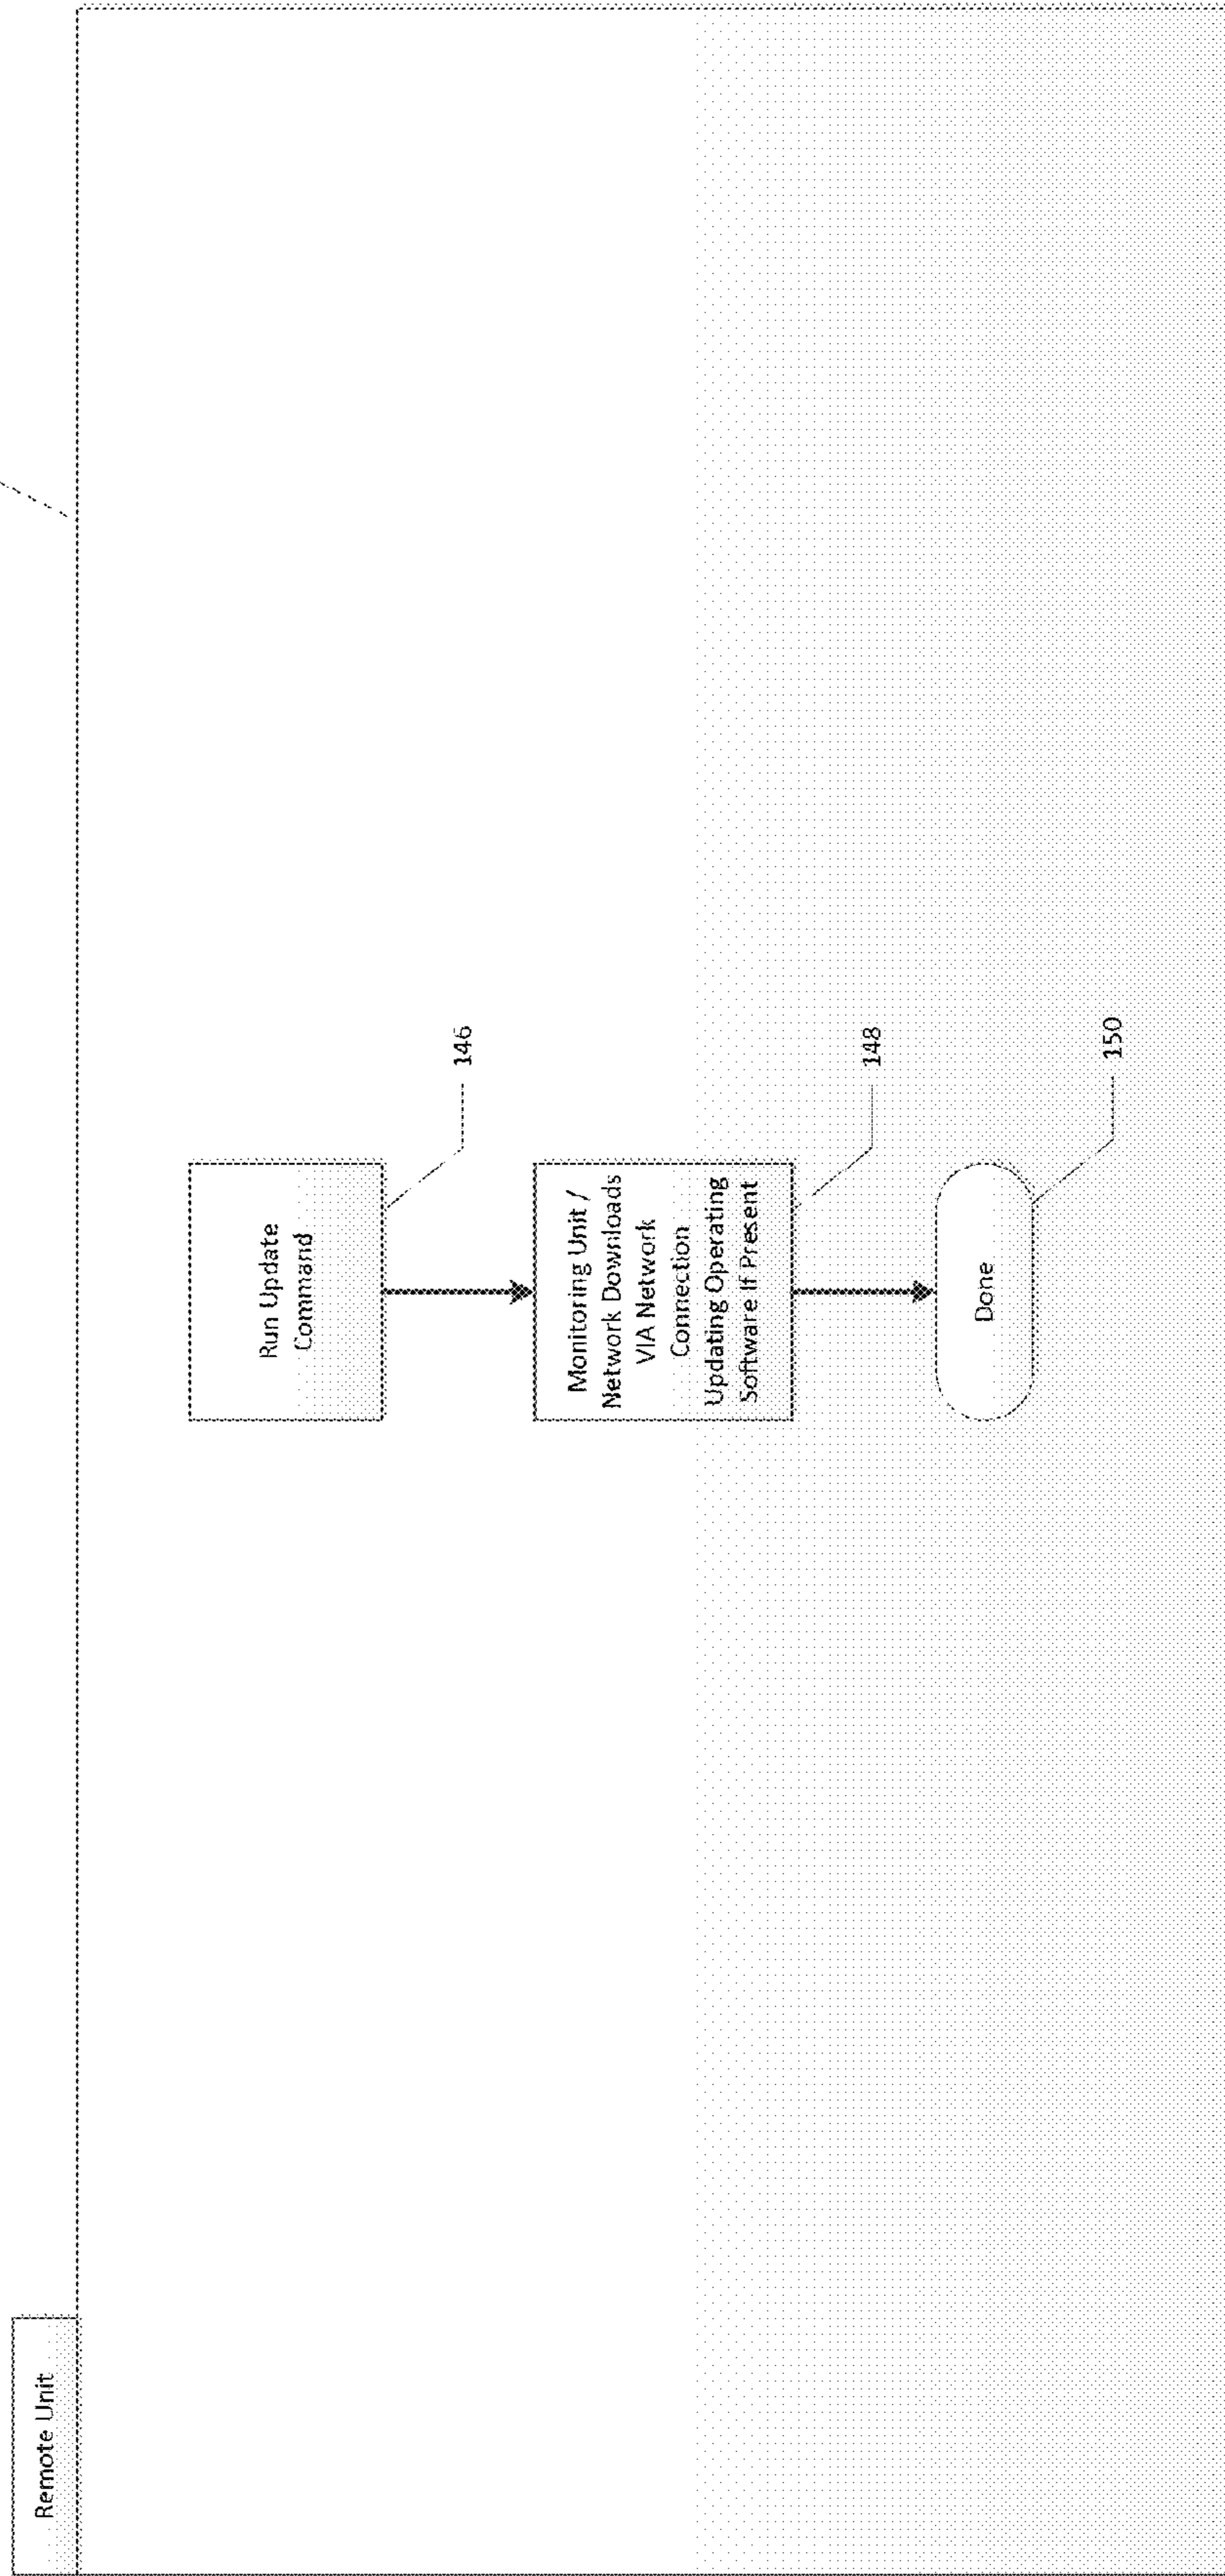 Remote Unit
Run Update
Command
146
Monitoring Unit /
Network Downloads
VIA Network
Connection
Updating Operating
Software If Present
148
Done
150